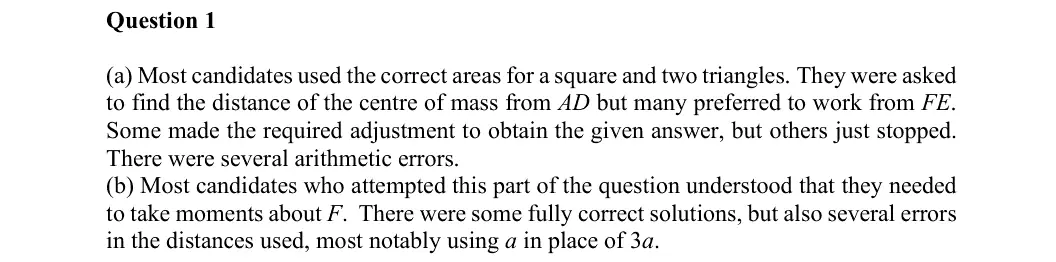 Question 1
(a) Most candidates used the correct areas for a square and two triangles. They were asked
to find the distance of the centre of mass from AD but many preferred to work from FE.
Some made the required adjustment to obtain the given answer, but others just stopped.
There were several arithmetic errors.
(b) Most candidates who attempted this part of the question understood that they needed
to take moments about F.  There were some fully correct solutions, but also several errors
in the distances used, most notably using a in place of 3a.